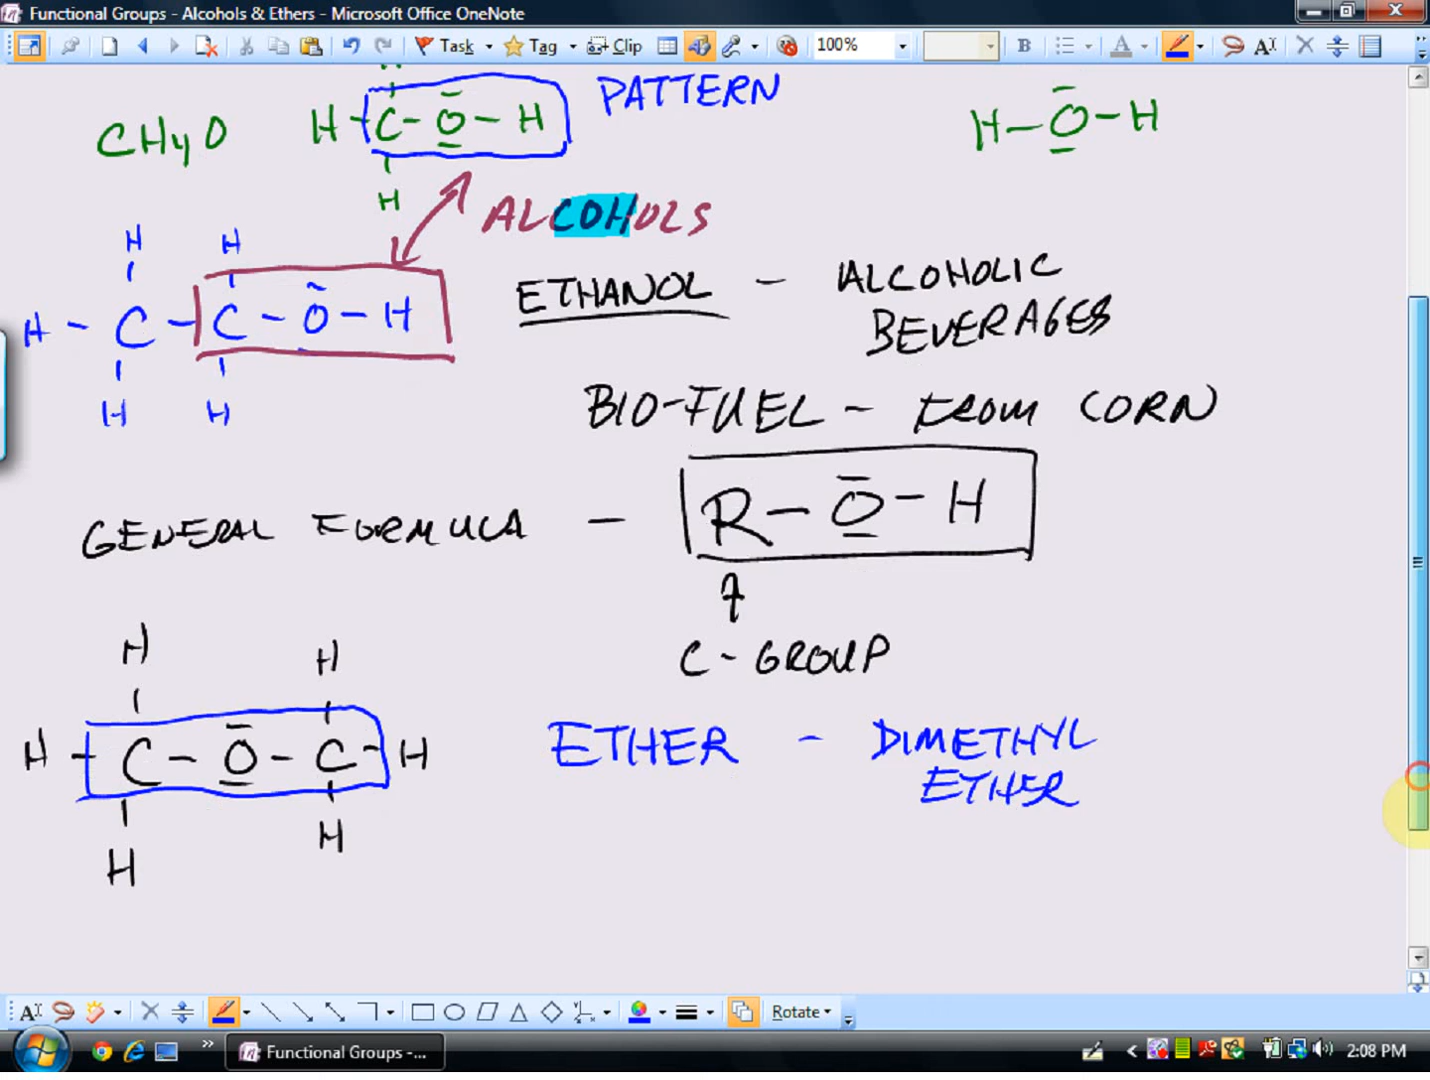 Functional Groups - Alcohols & Ethers - Microsoft Office OneNote
Task Tag Clip 100% B A A
H
CH4O H - C - O - H PATTERN H - O - H
H
ALCOHOLS
H H
H - C - C - O - H ETHANOL - ALCOHOLIC
BEVERAGES
H H
BIO-FUEL - FROM CORN
GENERAL FORMULA - R - O - H
C - GROUP
H H
H - C - O - C - H ETHER - DIMETHYL
ETHER
H H
A Rotate
Functional Groups -... 2:08 PM